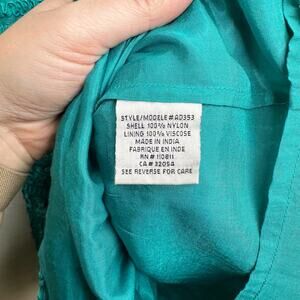 STYLE/MODELE # A0353
SHELL 100% NYLON
LINING 100% VISCOSE
MADE IN INDIA
FABRIQUE EN INDE
RN # 110811
CA # 32054
SEE REVERSE FOR CARE